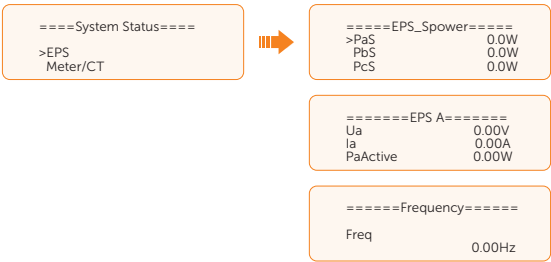 ====System Status====
>EPS
Meter/CT
=====EPS_Spower=====
>PaS 0.0W
PbS 0.0W
PcS 0.0W
=======EPS A=======
Ua 0.00V
Ia 0.00A
PaActive 0.00W
======Frequency======
Freq
0.00Hz